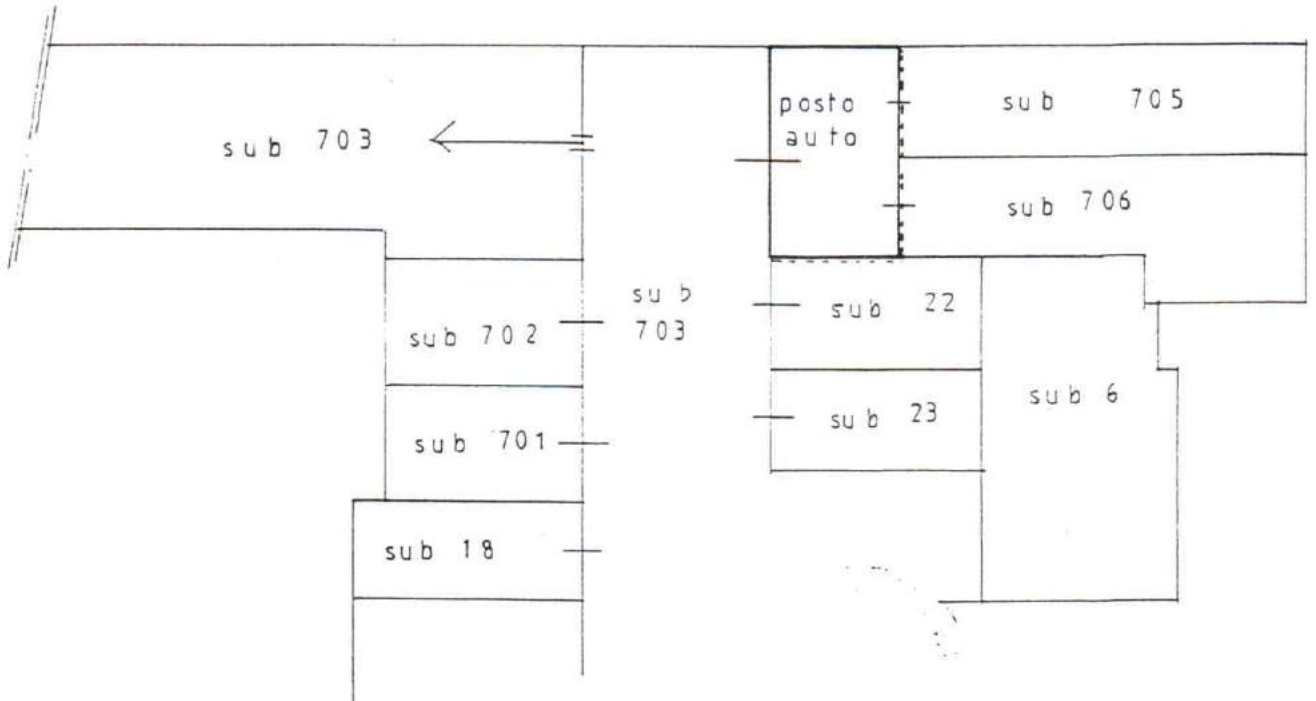 sub 703
posto
auto
sub 705
sub 706
sub
703
sub 22
sub 702
sub 23
sub 6
sub 701
sub 18